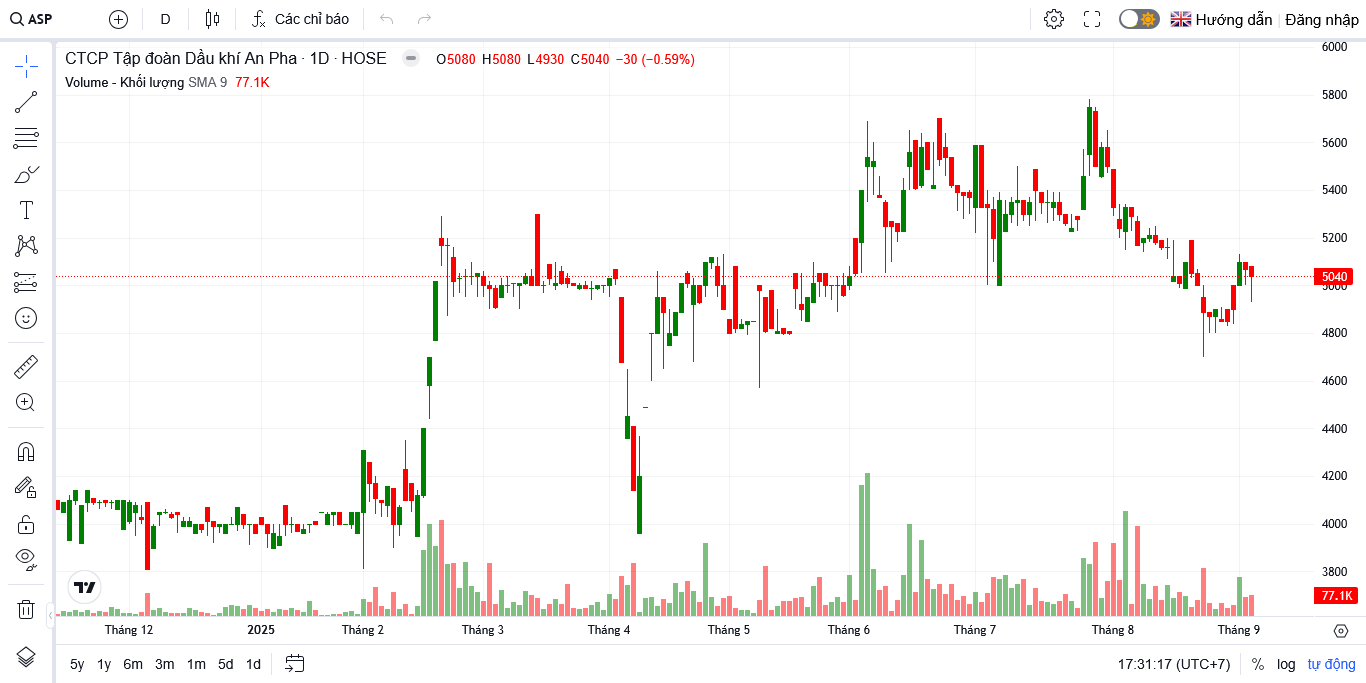 ASP D Các chỉ báo Hướng dẫn Đăng nhập
CTCP Tập đoàn Dầu khí An Pha · 1D · HOSE O5080 H5080 L4930 C5040 −30 (−0.59%)
Volume - Khối lượng SMA 9 77.1K
6000
5800
5600
5400
5200
5040
5000
4800
4600
4400
4200
4000
3800
77.1K
Tháng 12 2025 Tháng 2 Tháng 3 Tháng 4 Tháng 5 Tháng 6 Tháng 7 Tháng 8 Tháng 9
5y 1y 6m 3m 1m 5d 1d 17:31:17 (UTC+7) % log tự động